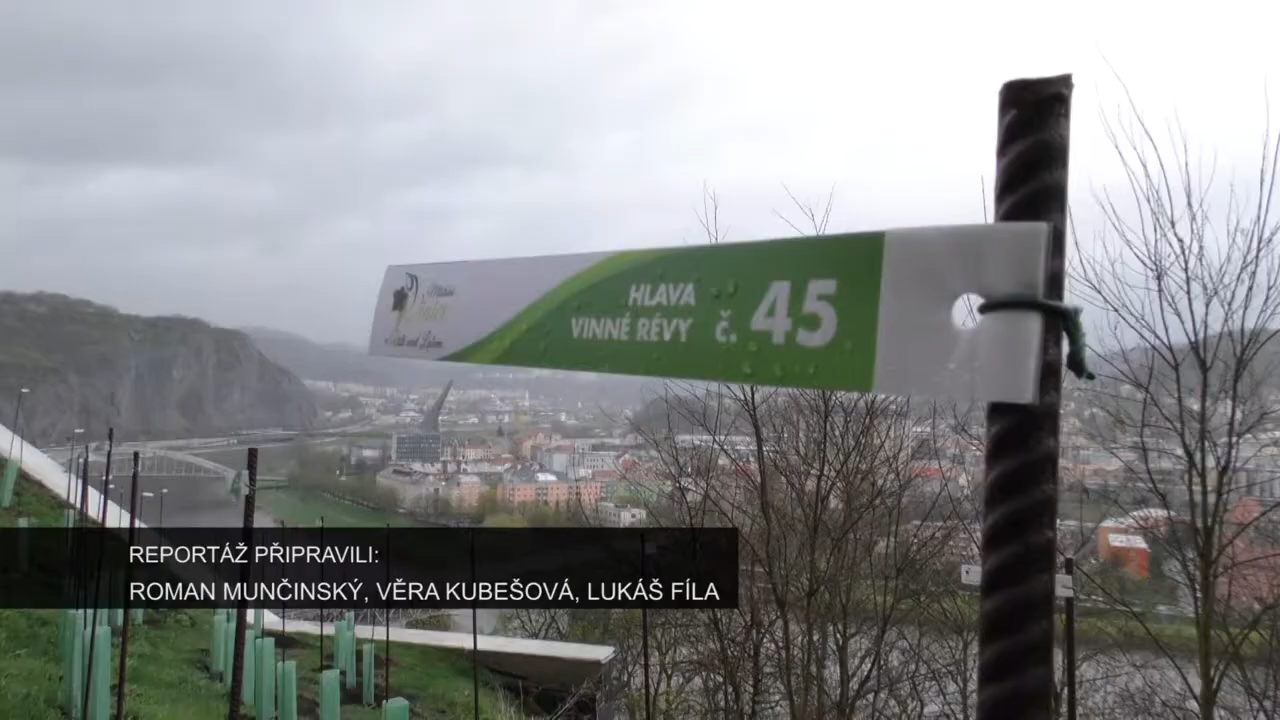 HLAVA
VINNÉ RÉVY č. 45
REPORTÁŽ PŘIPRAVILI:
ROMAN MUNČINSKÝ, VĚRA KUBEŠOVÁ, LUKÁŠ FÍLA